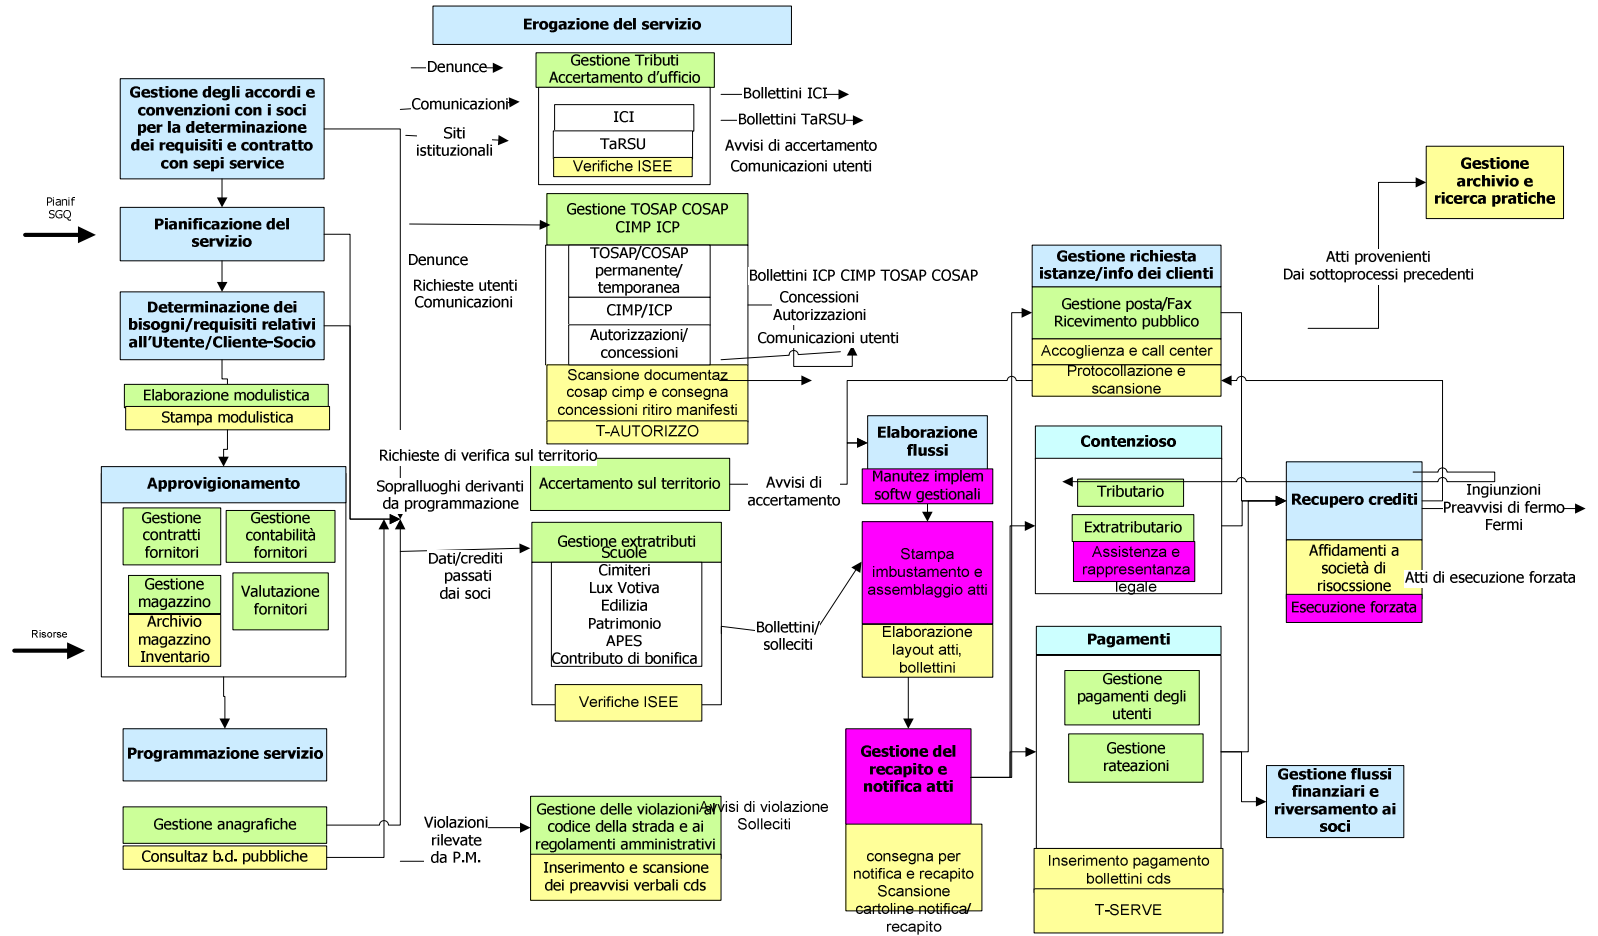 Erogazione del servizio
Gestione degli accordi e
convenzioni con i soci
per la determinazione
dei requisiti e contratto
con sepi service
Pianif
SGQ
Pianificazione del
servizio
Determinazione dei
bisogni/requisiti relativi
all'Utente/Cliente-Socio
Elaborazione modulistica
Stampa modulistica
Approvigionamento
Gestione
contratti
fornitori
Gestione
contabilità
fornitori
Gestione
magazzino
Valutazione
fornitori
Archivio
magazzino
Inventario
Risorse
Programmazione servizio
Gestione anagrafiche
Consultaz b.d. pubbliche
Denunce
Comunicazioni
Siti
istituzionali
Gestione Tributi
Accertamento d'ufficio
ICI
TaRSU
Verifiche ISEE
Bollettini ICI
Bollettini TaRSU
Avvisi di accertamento
Comunicazioni utenti
Denunce
Richieste utenti
Comunicazioni
Gestione TOSAP COSAP
CIMP ICP
TOSAP/COSAP
permanente/
temporanea
CIMP/ICP
Autorizzazioni/
concessioni
Scansione documentaz
cosap cimp e consegna
concessioni ritiro manifesti
T-AUTORIZZO
Bollettini ICP CIMP TOSAP COSAP
Concessioni
Autorizzazioni
Comunicazioni utenti
Richieste di verifica sul territorio
Sopralluoghi derivanti
da programmazione
Accertamento sul territorio
Avvisi di
accertamento
Dati/crediti
passati
dai soci
Gestione extratributi
Scuole
Cimiteri
Lux Votiva
Edilizia
Patrimonio
APES
Contributo di bonifica
Verifiche ISEE
Bollettini/
solleciti
Violazioni
rilevate
da P.M.
Gestione delle violazioni al
codice della strada e ai
regolamenti amministrativi
Inserimento e scansione
dei preavvisi verbali cds
Avvisi di violazione
Solleciti
Elaborazione
flussi
Manutez implem
softw gestionali
Stampa
imbustamento e
assemblaggio atti
Elaborazione
layout atti,
bollettini
Gestione del
recapito e
notifica atti
consegna per
notifica e recapito
Scansione
cartoline notifica/
recapito
Gestione richiesta
istanze/info dei clienti
Gestione posta/Fax
Ricevimento pubblico
Accoglienza e call center
Protocollazione e
scansione
Contenzioso
Tributario
Extratributario
Assistenza e
rappresentanza
legale
Pagamenti
Gestione
pagamenti degli
utenti
Gestione
rateazioni
Inserimento pagamento
bollettini cds
T-SERVE
Gestione
archivio e
ricerca pratiche
Atti provenienti
Dai sottoprocessi precedenti
Recupero crediti
Affidamenti a
società di
risocssione
Esecuzione forzata
Ingiunzioni
Preavvisi di fermo
Fermi
Atti di esecuzione forzata
Gestione flussi
finanziari e
riversamento ai
soci